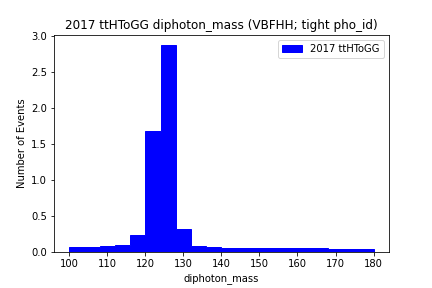 2017 ttHToGG diphoton_mass (VBFHH; tight pho_id)
2017 ttHToGG
3.0
2.5
2.0
1.5
1.0
0.5
0.0
Number of Events
100 110 120 130 140 150 160 170 180
diphoton_mass